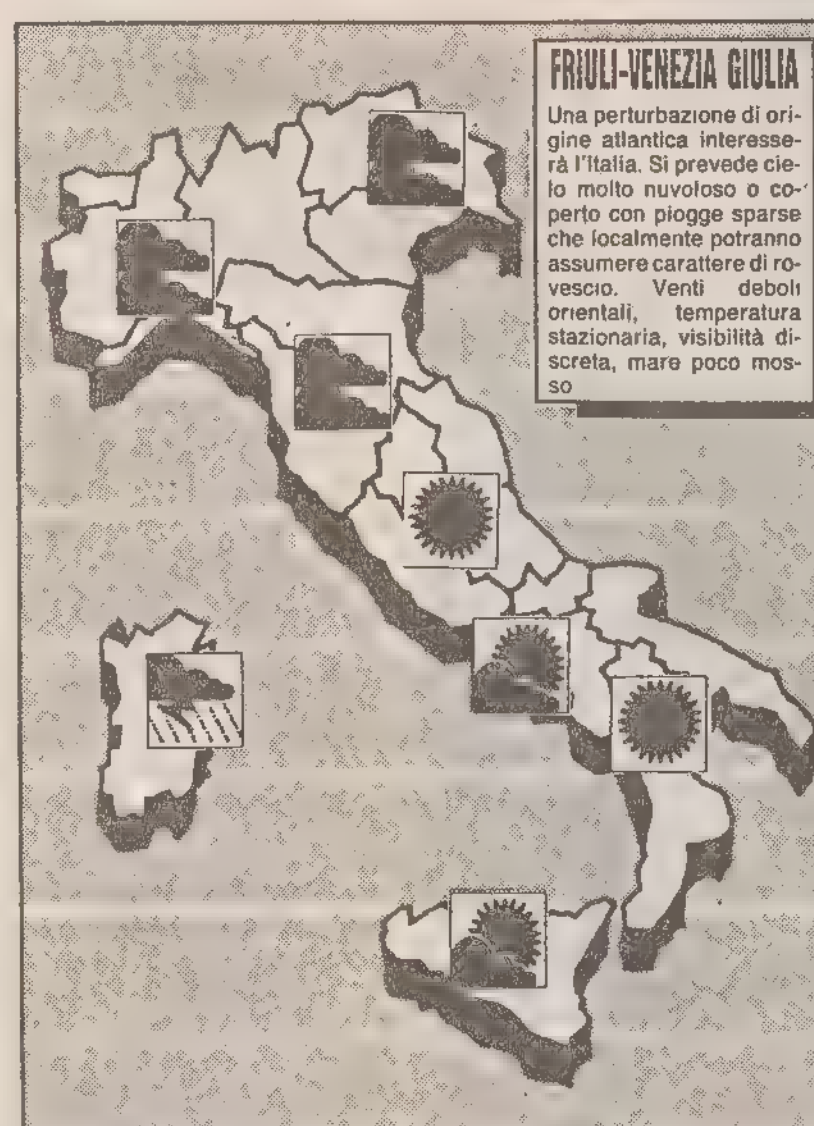 FRIULI-VENEZIA GIULIA
Una perturbazione di ori-
gine atlantica interesse-
rà l'Italia. Si prevede cie-
lo molto nuvoloso o co-
perto con piogge sparse
che localmente potranno
assumere carattere di ro-
vescio. Venti deboli
orientali, temperatura
stazionaria, visibilità di-
screta, mare poco mos-
so